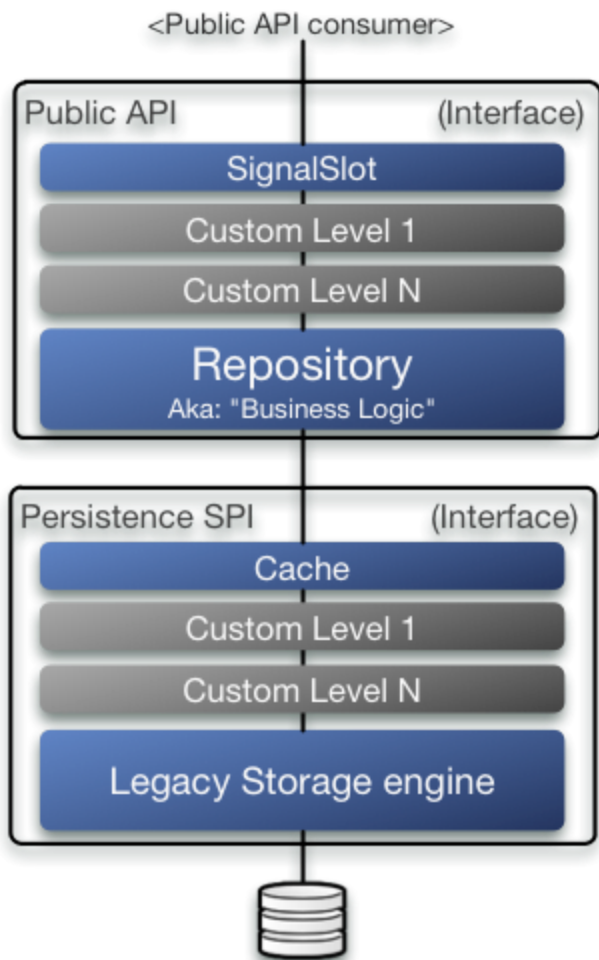 <Public API consumer>
Public API (Interface)
SignalSlot
Custom Level 1
Custom Level N
Repository
Aka: "Business Logic"
Persistence SPI (Interface)
Cache
Custom Level 1
Custom Level N
Legacy Storage engine